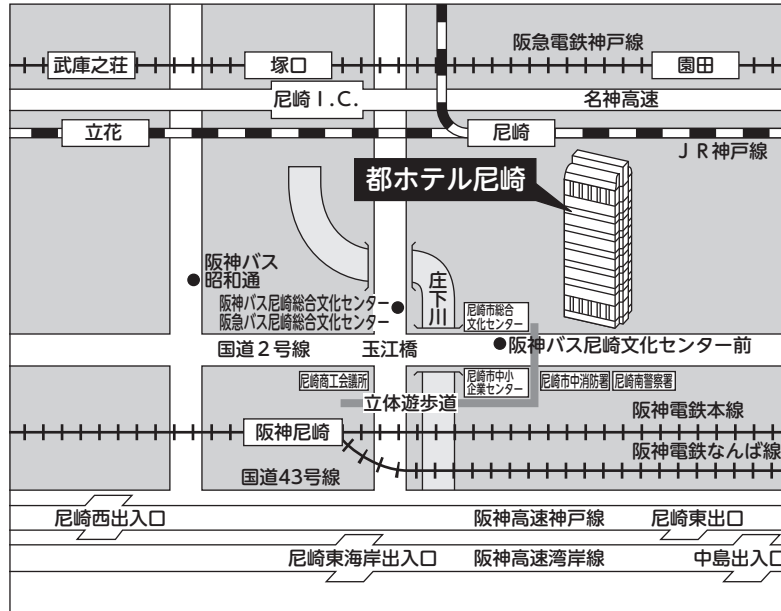 阪急電鉄神戸線
武庫之荘
塚口
園田
尼崎I.C.
名神高速
立花
尼崎
JR神戸線
都ホテル尼崎
阪神バス
昭和通
庄下川
阪神バス尼崎総合文化センター
阪急バス尼崎総合文化センター
尼崎市総合
文化センター
国道2号線
玉江橋
阪神バス尼崎文化センター前
尼崎商工会議所
尼崎市中小
企業センター
尼崎市中消防署
尼崎南警察署
立体遊歩道
阪神電鉄本線
阪神尼崎
阪神電鉄なんば線
国道43号線
尼崎西出入口
阪神高速神戸線
尼崎東出口
尼崎東海岸出入口
阪神高速湾岸線
中島出入口